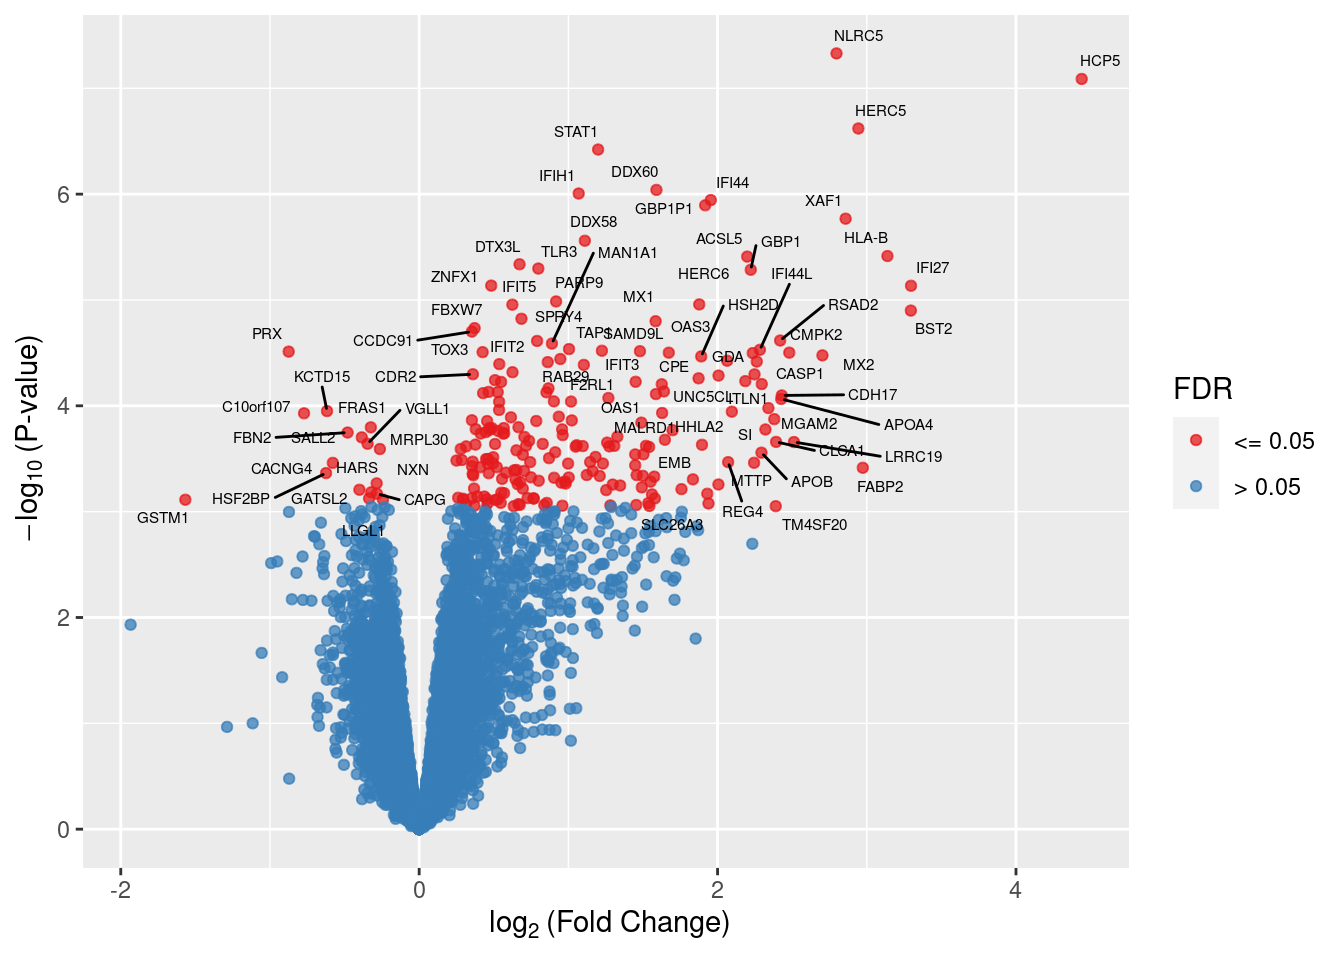 NLRC5
HCP5
HERC5
STAT1
IFIH1
DDX60
IFI44
GBP1P1
XAF1
DDX58
DTX3L
TLR3
MAN1A1
ACSL5
GBP1
HLA-B
ZNFX1
IFIT5
PARP9
HERC6
IFI44L
IFI27
FBXW7
SPRY4
MX1
HSH2D
RSAD2
BST2
PRX
CCDC91
TAP1
SAMD9L
OAS3
CMPK2
TOX3
IFIT2
IFIT3
CPE
GDA
MX2
KCTD15
CDR2
RAB29
F2RL1
CASP1
C10orf107
FRAS1
VGLL1
OAS1
UNC5CL
ITLN1
CDH17
FBN2
SALL2
MRPL30
MALRD1
HHLA2
SI
MGAM2
APOA4
CACNG4
HARS
NXN
EMB
CLCA1
LRRC19
HSF2BP
GATSL2
CAPG
MTTP
APOB
FABP2
GSTM1
LLGL1
SLC26A3
REG4
TM4SF20
6
4
2
0
-2
0
2
4
−log10 (P-value)
log2 (Fold Change)
FDR
<= 0.05
> 0.05